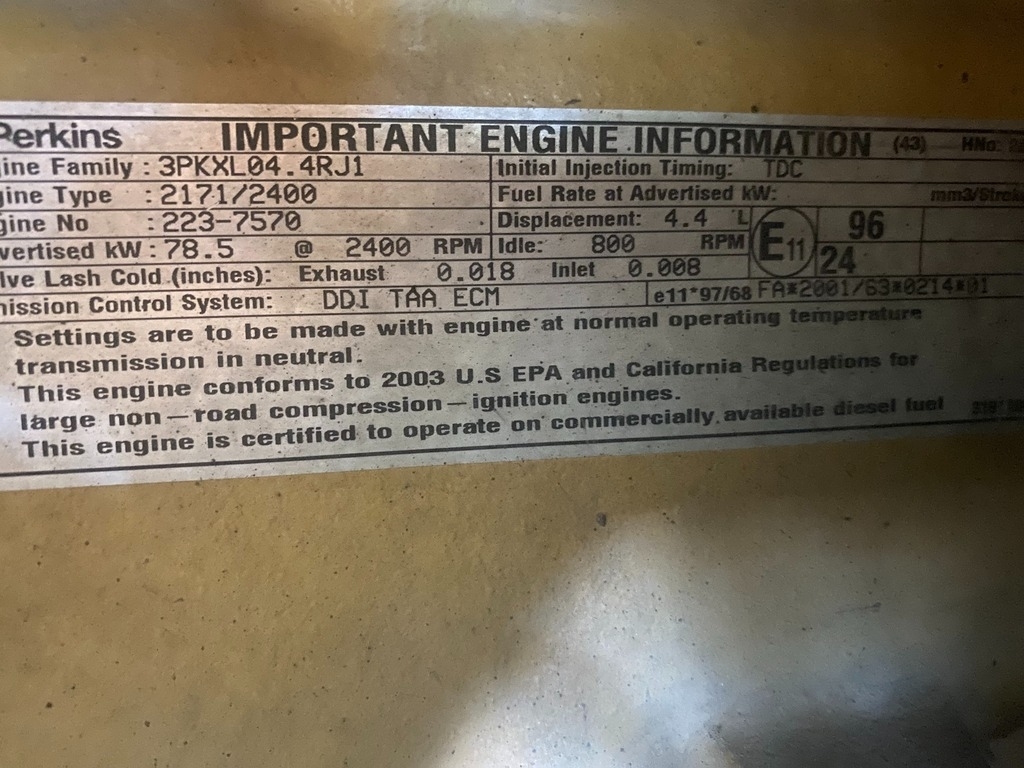 Perkins IMPORTANT ENGINE INFORMATION (43) HNo:
ine Family : 3PKXL04.4RJ1 Initial Injection Timing: TDC
gine Type : 2171/2400 Fuel Rate at Advertised kW: mm3/Stroke
gine No : 223-7570 Displacement: 4.4 L E11 96
vertised kW : 78.5 @ 2400 RPM Idle: 800 RPM 24
lve Lash Cold (inches): Exhaust 0.018 Inlet 0.008
nission Control System: DDI TAA ECM e11*97/68 FA*2001/63*0214*01
Settings are to be made with engine at normal operating temperature
transmission in neutral.
This engine conforms to 2003 U.S EPA and California Regulations for
large non-road compression-ignition engines.
This engine is certified to operate on commercially available diesel fuel